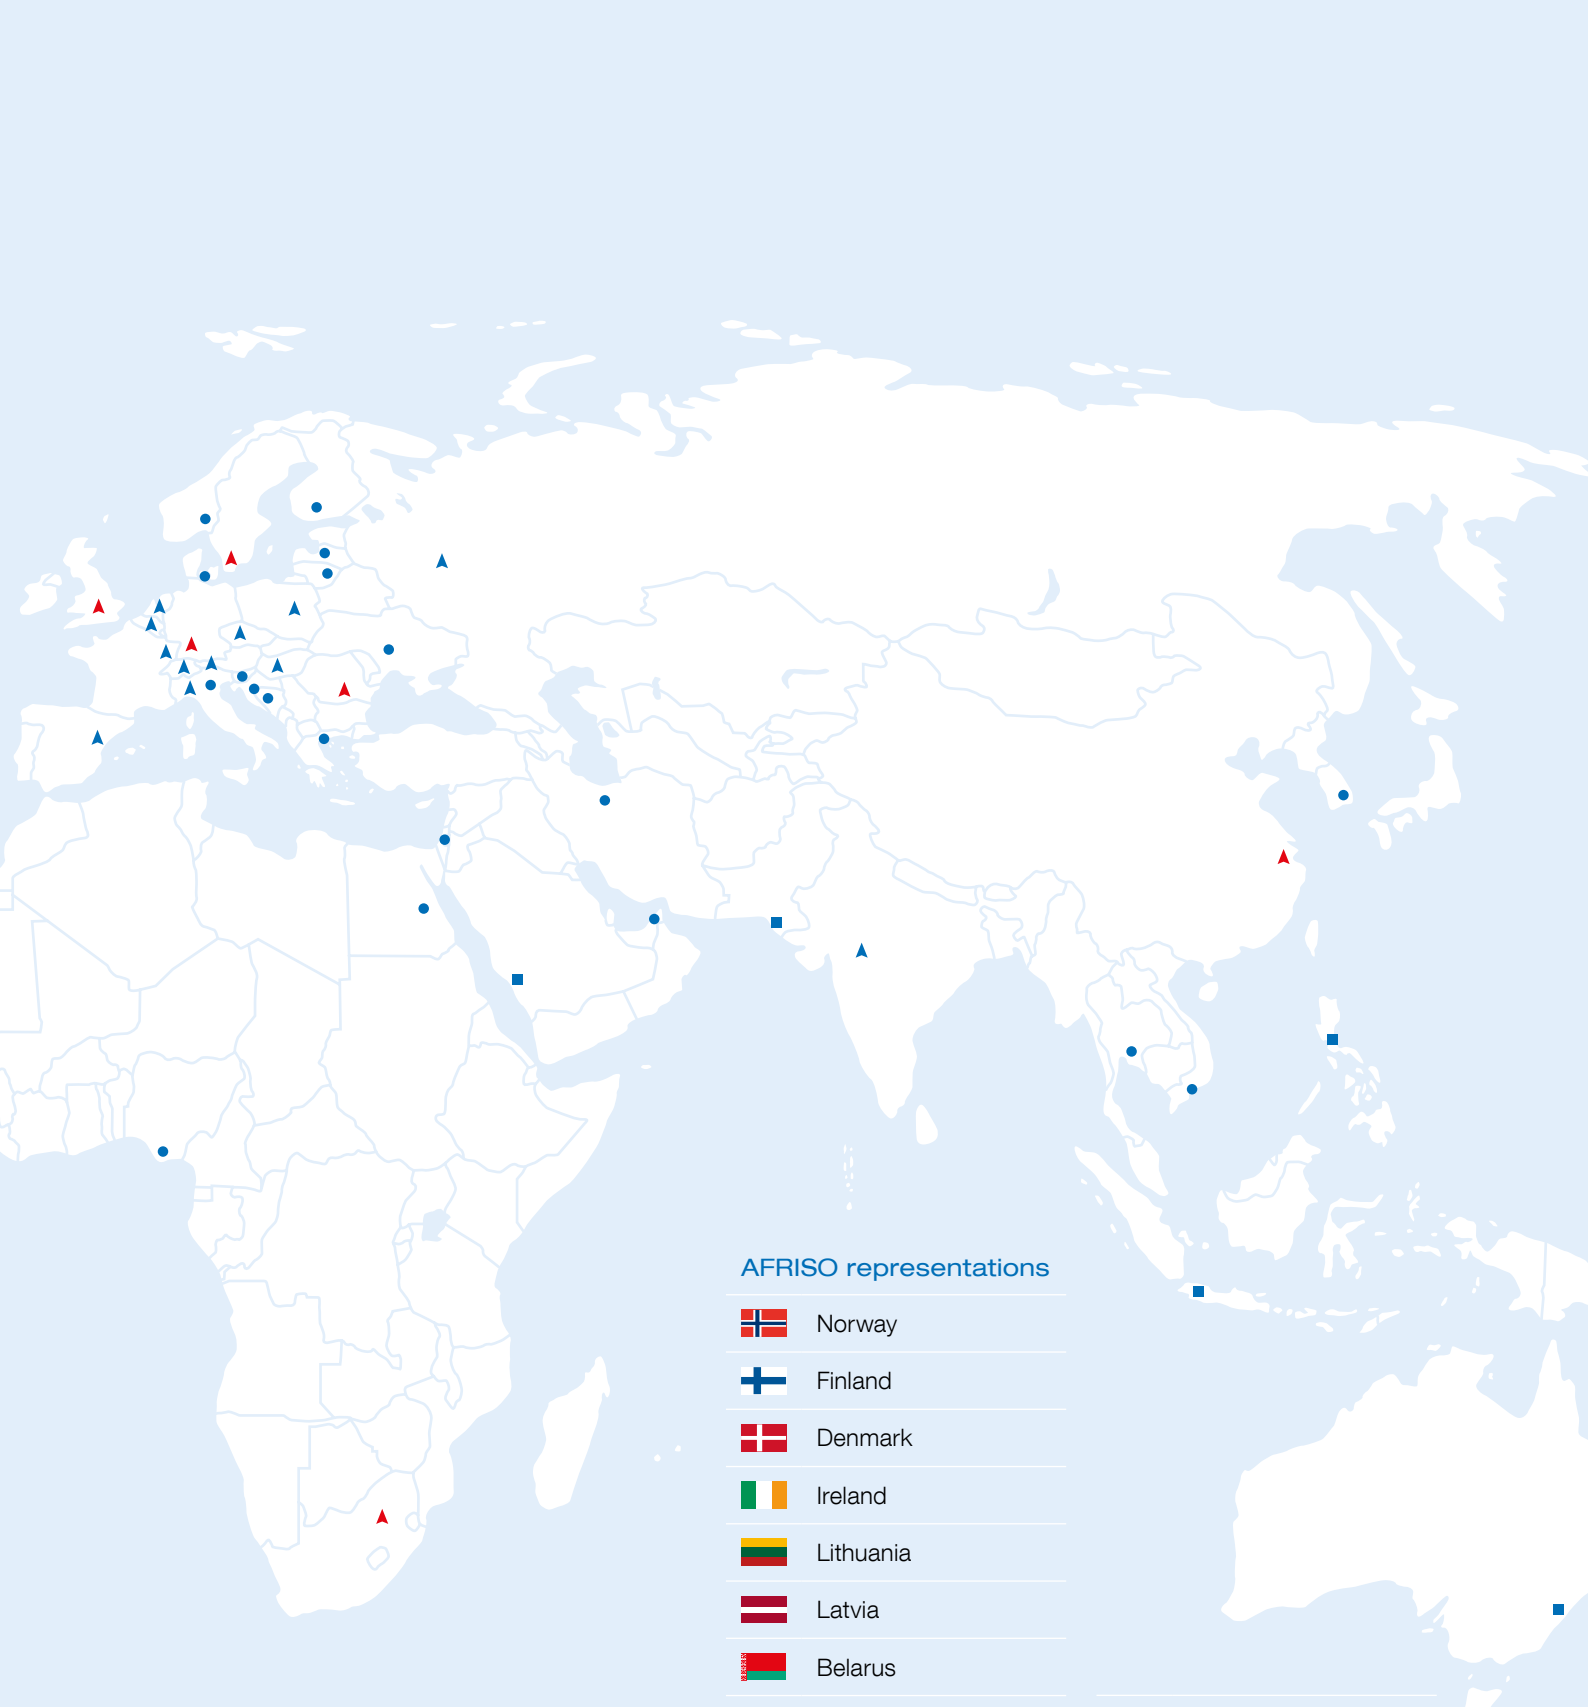 AFRISO representations
Norway
Finland
Denmark
Ireland
Lithuania
Latvia
Belarus